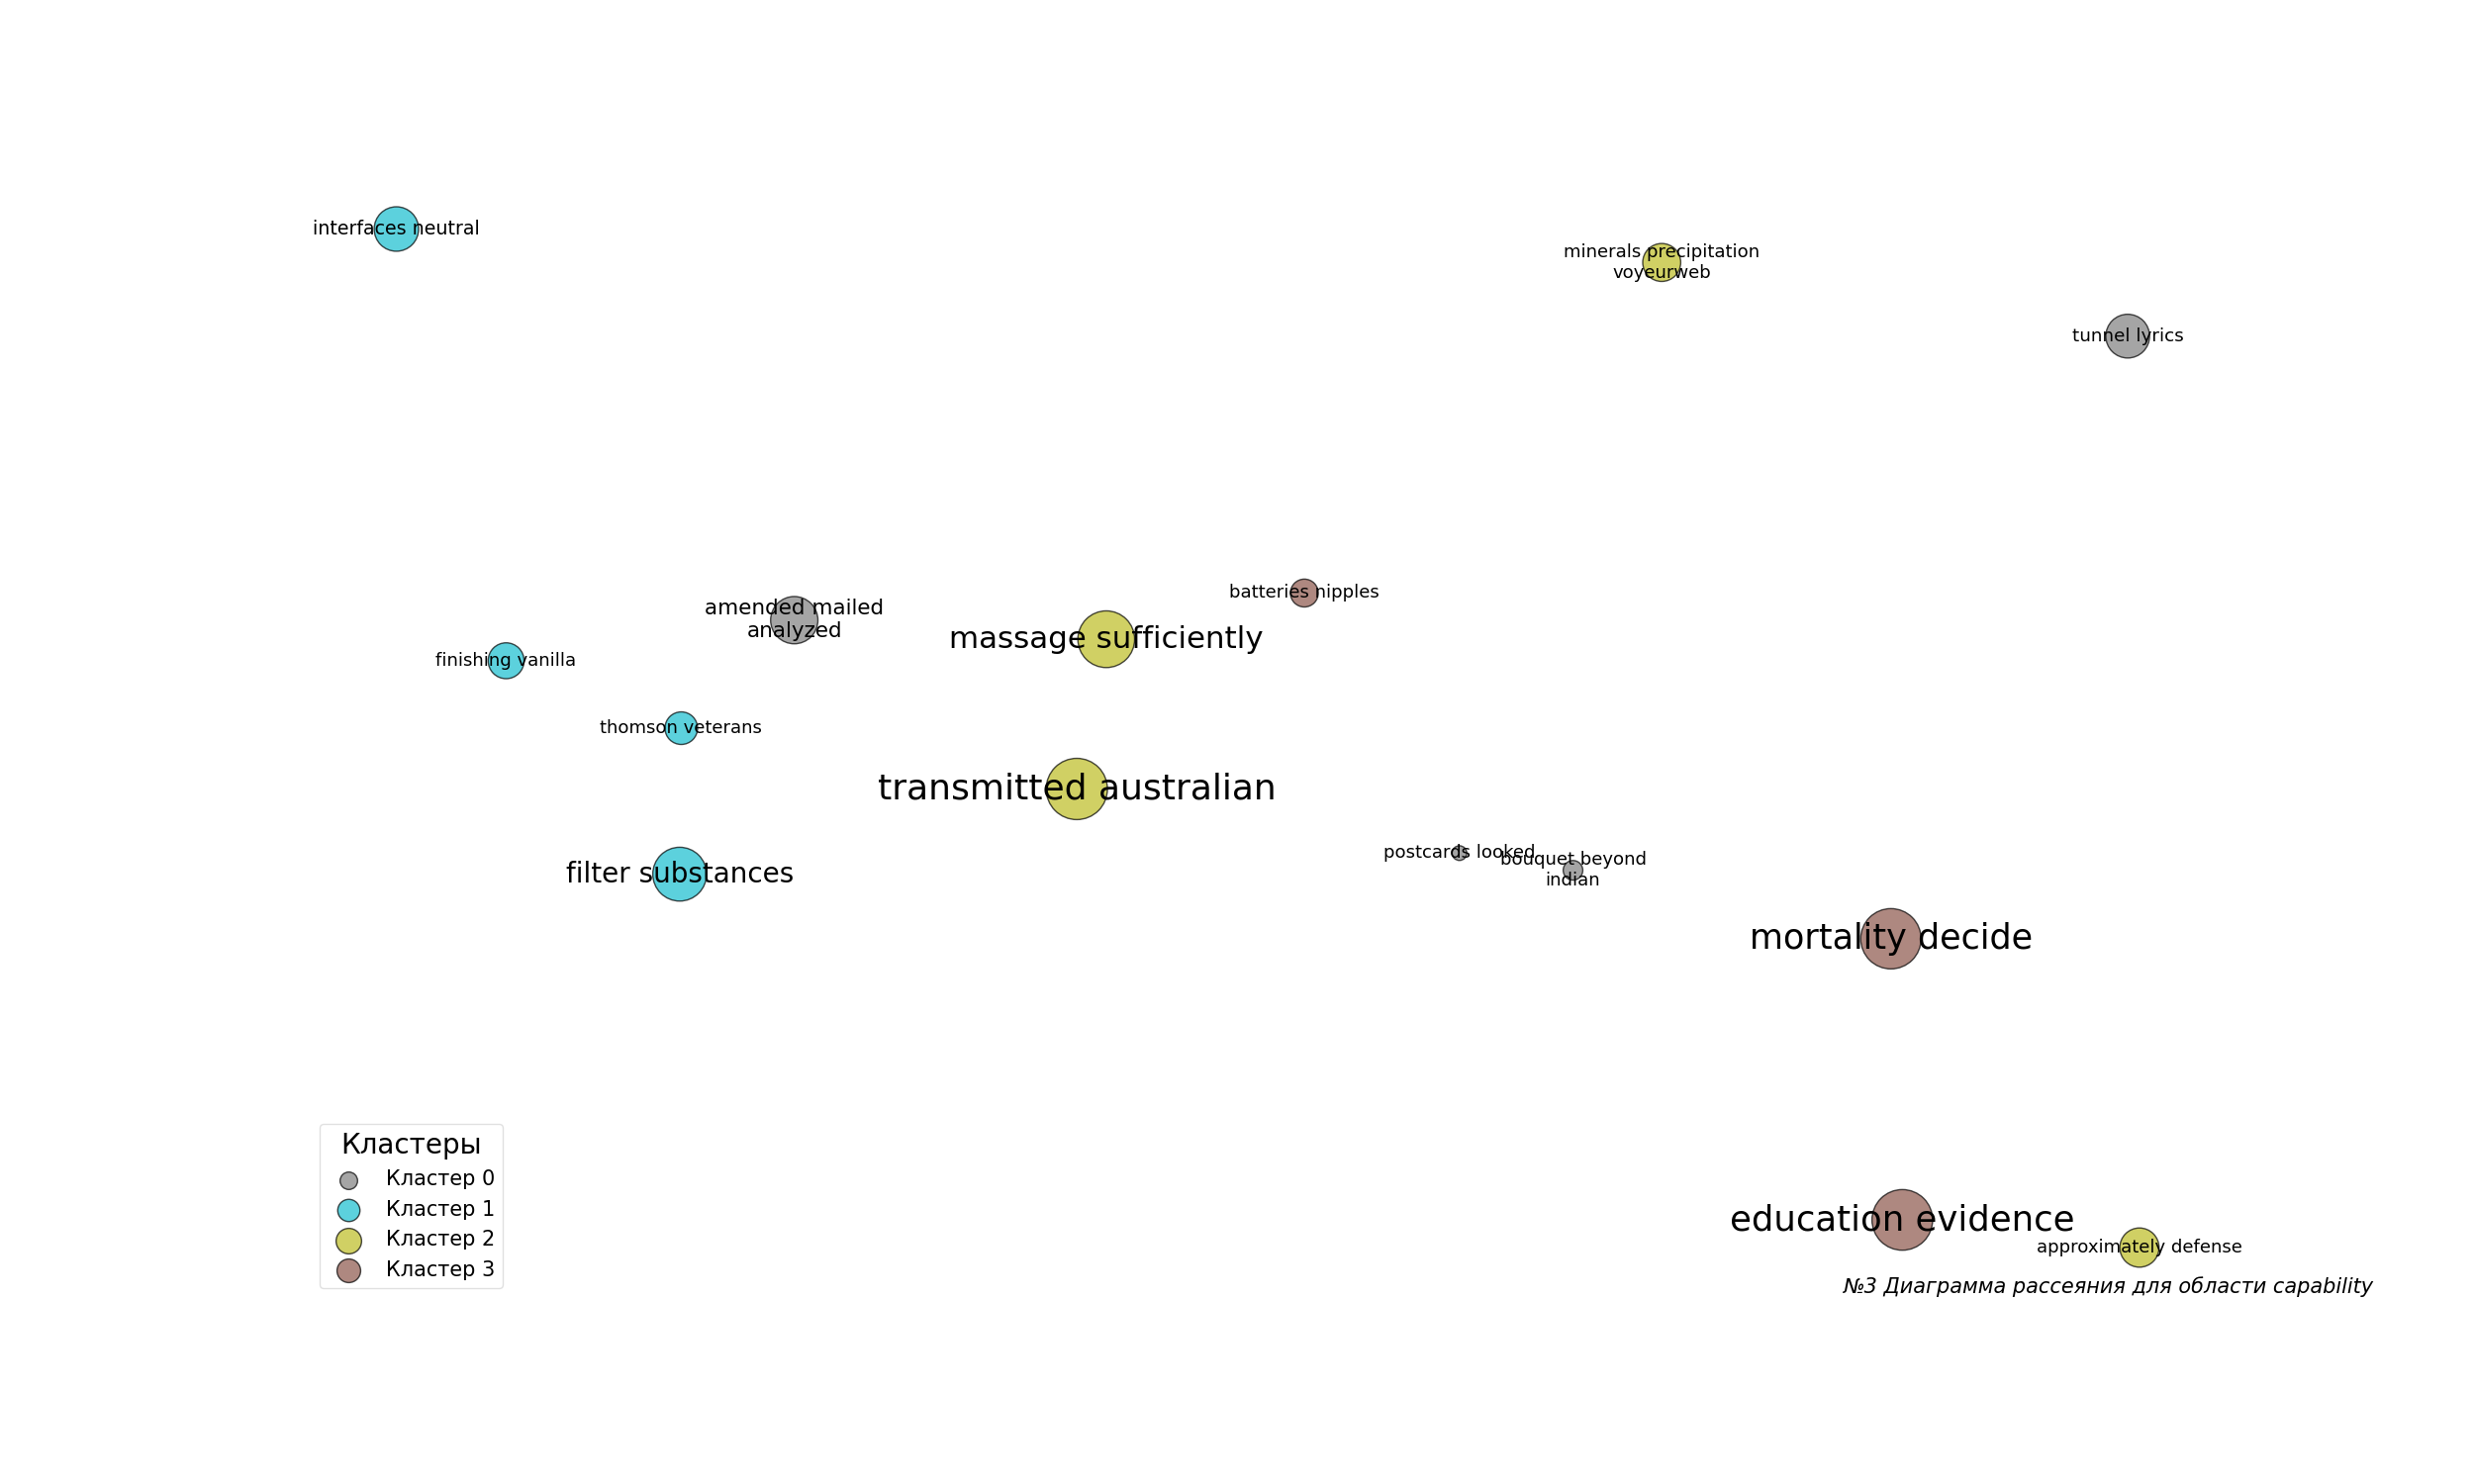 interfaces neutral
minerals precipitation
voyeurweb
tunnel lyrics
batteries nipples
amended mailed
analyzed
massage sufficiently
finishing vanilla
thomson veterans
transmitted australian
postcards looked
bouquet beyond
indian
filter substances
mortality decide
Кластеры
Кластер 0
Кластер 1
Кластер 2
Кластер 3
education evidence
approximately defense
№3 Диаграмма рассеяния для области capability